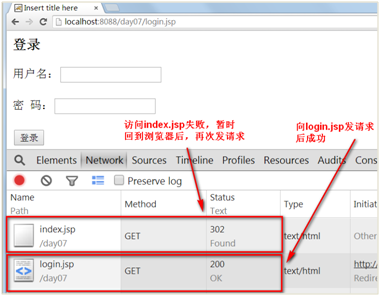 Insert title here
localhost:8088/day07/login.jsp
登录
用户名:
密 码:
登录
访问index.jsp失败，暂时
回到浏览器后，再次发请求
向login.jsp发请求
后成功
Elements Network Sources Timeline Profiles Resources Audits Cons
Preserve log
Name Method Status Type Initiat
Path Text
index.jsp GET 302 text/html Other
/day07 Found
login.jsp GET 200 text/html http:/
/day07 OK Redire